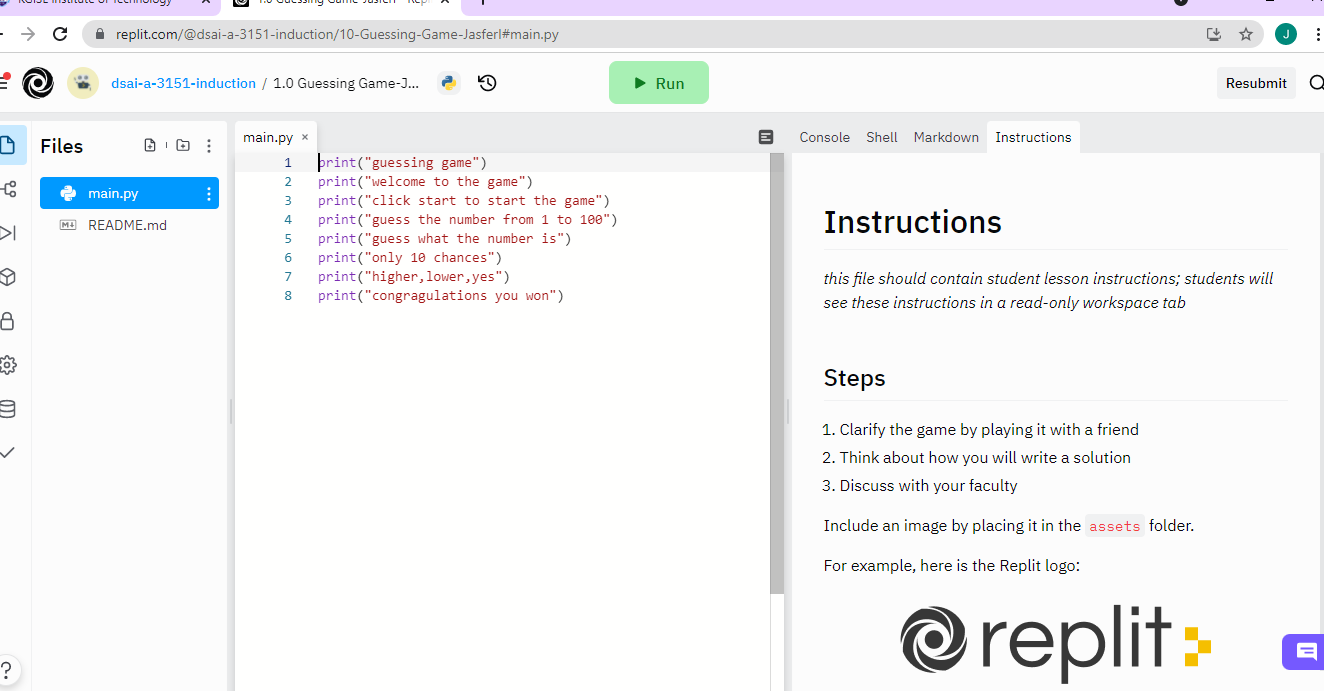 KGISE Institute of Technology
1.0 Guessing Game-Jasferl - Repl
replit.com/@dsai-a-3151-induction/10-Guessing-Game-Jasferl#main.py
J
dsai-a-3151-induction / 1.0 Guessing Game-J...
Run
Resubmit
Files
main.py
README.md
main.py ×
1 print("guessing game")
2 print("welcome to the game")
3 print("click start to start the game")
4 print("guess the number from 1 to 100")
5 print("guess what the number is")
6 print("only 10 chances")
7 print("higher,lower,yes")
8 print("congragulations you won")
Console Shell Markdown Instructions
Instructions
this file should contain student lesson instructions; students will
see these instructions in a read-only workspace tab
Steps
1. Clarify the game by playing it with a friend
2. Think about how you will write a solution
3. Discuss with your faculty
Include an image by placing it in the assets folder.
For example, here is the Replit logo:
replit
?